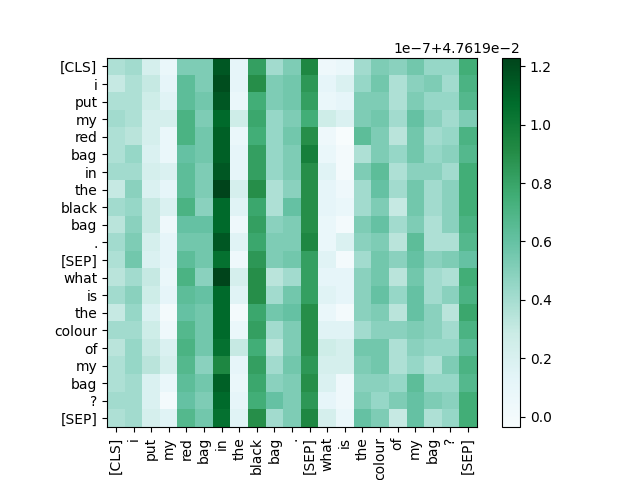 1e-7+4.7619e-2
[CLS]
i
put
my
red
bag
in
the
black
bag
.
[SEP]
what
is
the
colour
of
my
bag
?
[SEP]
1.2
1.0
0.8
0.6
0.4
0.2
0.0
[CLS]
i
put
my
red
bag
in
the
black
bag
.
[SEP]
what
is
the
colour
of
my
bag
?
[SEP]